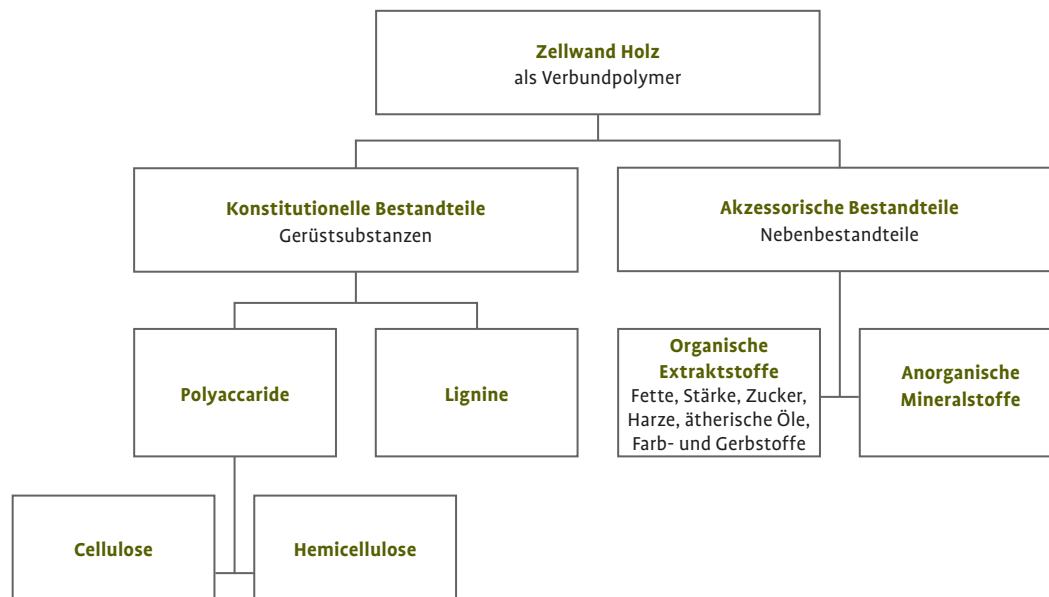 Zellwand Holz
als Verbundpolymer
Konstitutionelle Bestandteile
Gerüstsubstanzen
Akzessorische Bestandteile
Nebenbestandteile
Polyaccaride
Lignine
Organische
Extraktstoffe
Fette, Stärke, Zucker,
Harze, ätherische Öle,
Farb- und Gerbstoffe
Anorganische
Mineralstoffe
Cellulose
Hemicellulose